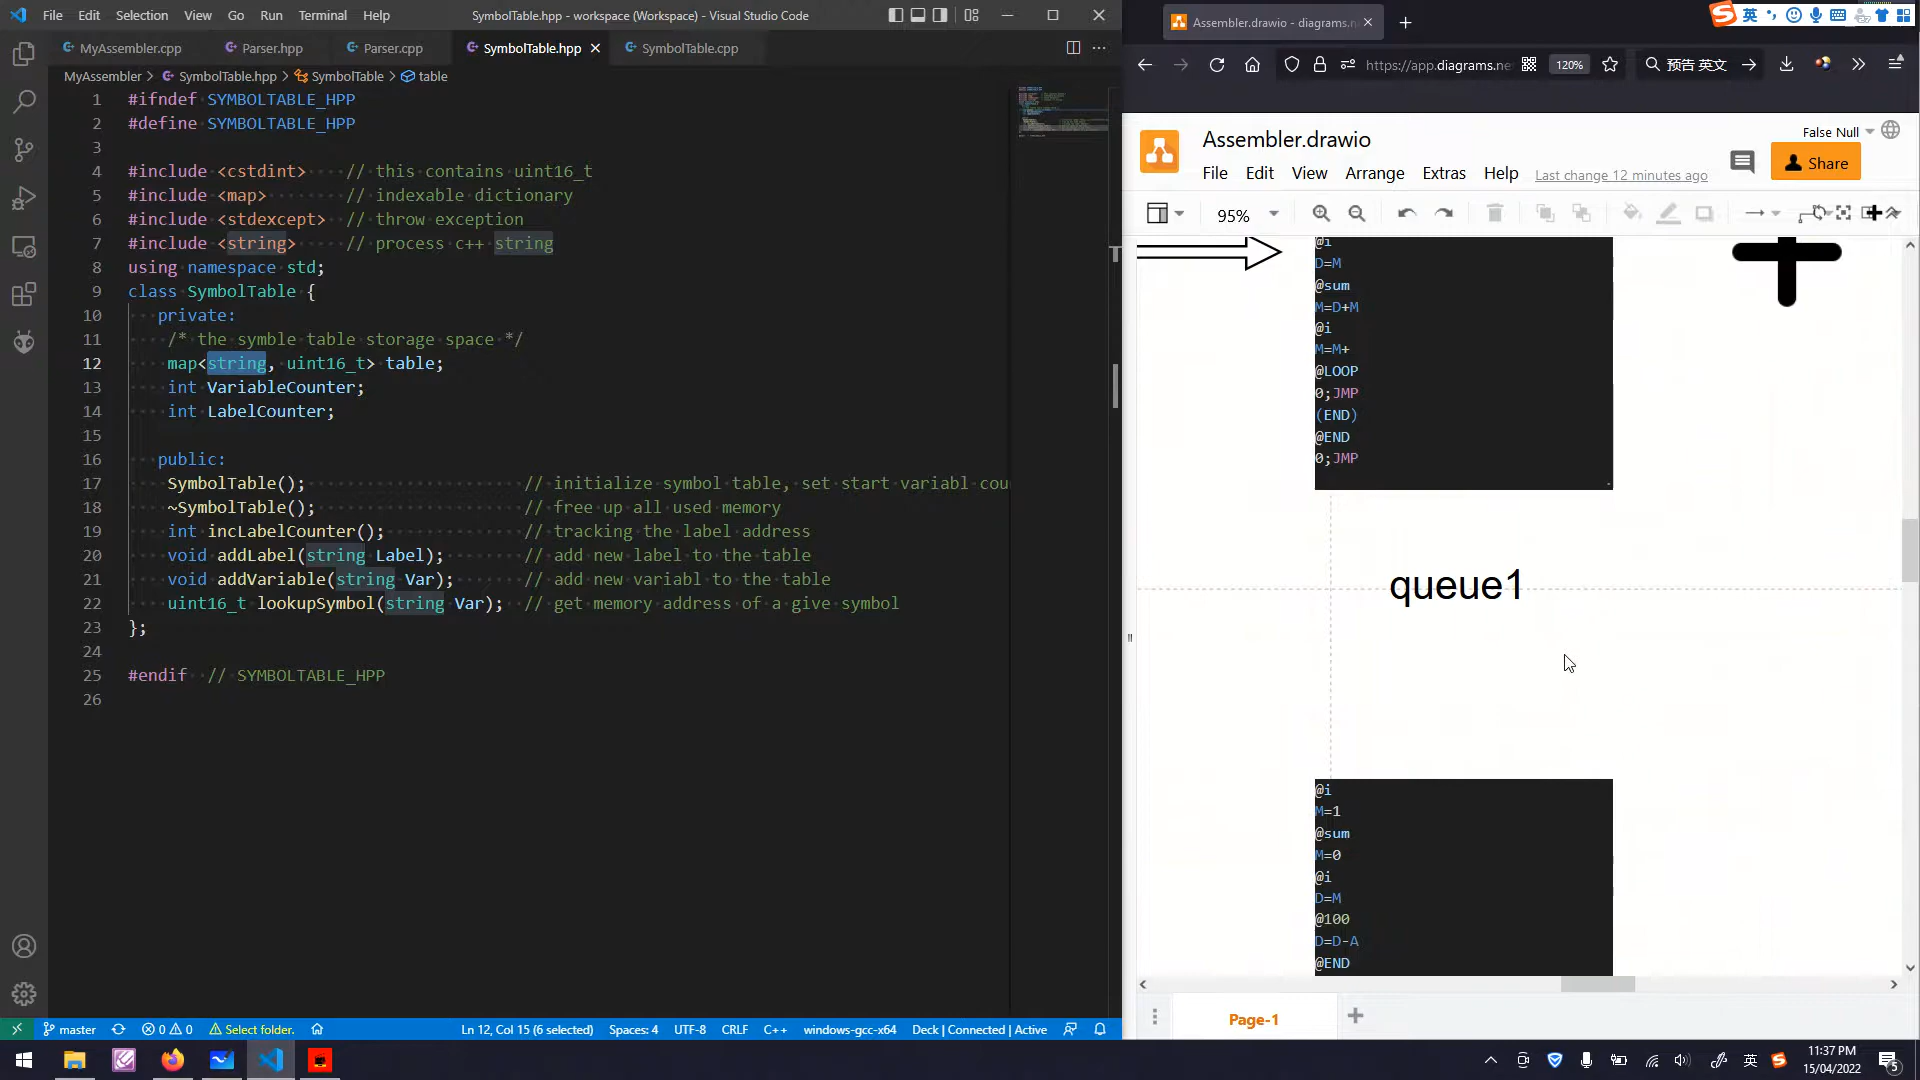 File Edit Selection View Go Run Terminal Help SymbolTable.hpp - workspace (Workspace) - Visual Studio Code
MyAssembler.cpp Parser.hpp Parser.cpp SymbolTable.hpp SymbolTable.cpp
MyAssembler > SymbolTable.hpp > SymbolTable > table
1 #ifndef SYMBOLTABLE_HPP
2 #define SYMBOLTABLE_HPP
3
4 #include <cstdint> // this contains uint16_t
5 #include <map> // indexable dictionary
6 #include <stdexcept> // throw exception
7 #include <string> // process c++ string
8 using namespace std;
9 class SymbolTable {
10 private:
11 /* the symble table storage space */
12 map<string, uint16_t> table;
13 int VariableCounter;
14 int LabelCounter;
15
16 public:
17 SymbolTable(); // initialize symbol table, set start variabl cou
18 ~SymbolTable(); // free up all used memory
19 int incLabelCounter(); // tracking the label address
20 void addLabel(string Label); // add new label to the table
21 void addVariable(string Var); // add new variabl to the table
22 uint16_t lookupSymbol(string Var); // get memory address of a give symbol
23 };
24
25 #endif // SYMBOLTABLE_HPP
26
master 0 0 Select folder. Ln 12, Col 15 (6 selected) Spaces: 4 UTF-8 CRLF C++ windows-gcc-x64 Deck | Connected | Active
Assembler.drawio - diagrams.n
英
https://app.diagrams.ne 120% 预告 英文
Assembler.drawio
False Null
Share
File Edit View Arrange Extras Help Last change 12 minutes ago
95%
@i
D=M
@sum
M=D+M
@i
M=M+
@LOOP
0;JMP
(END)
@END
0;JMP
queue1
@i
M=1
@sum
M=0
@i
D=M
@100
D=D-A
@END
Page-1
英 11:37 PM
15/04/2022
5